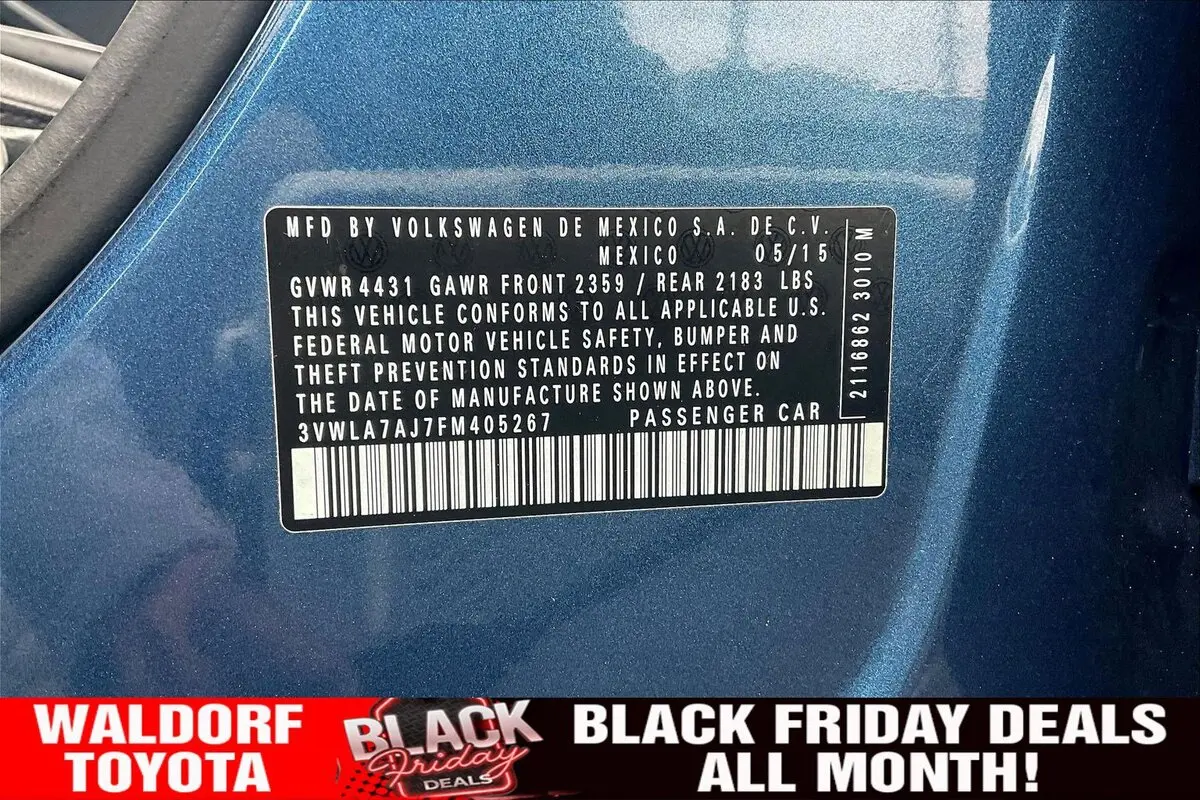 MFD BY VOLKSWAGEN DE MEXICO S.A. DE C.V.
MEXICO 05/15
GVWR 4431 GAWR FRONT 2359 / REAR 2183 LBS
THIS VEHICLE CONFORMS TO ALL APPLICABLE U.S.
FEDERAL MOTOR VEHICLE SAFETY, BUMPER AND
THEFT PREVENTION STANDARDS IN EFFECT ON
THE DATE OF MANUFACTURE SHOWN ABOVE.
3VWLA7AJ7FM405267 PASSENGER CAR
2116862 3010 M
WALDORF
TOYOTA
BLACK
Friday
DEALS
BLACK FRIDAY DEALS
ALL MONTH!